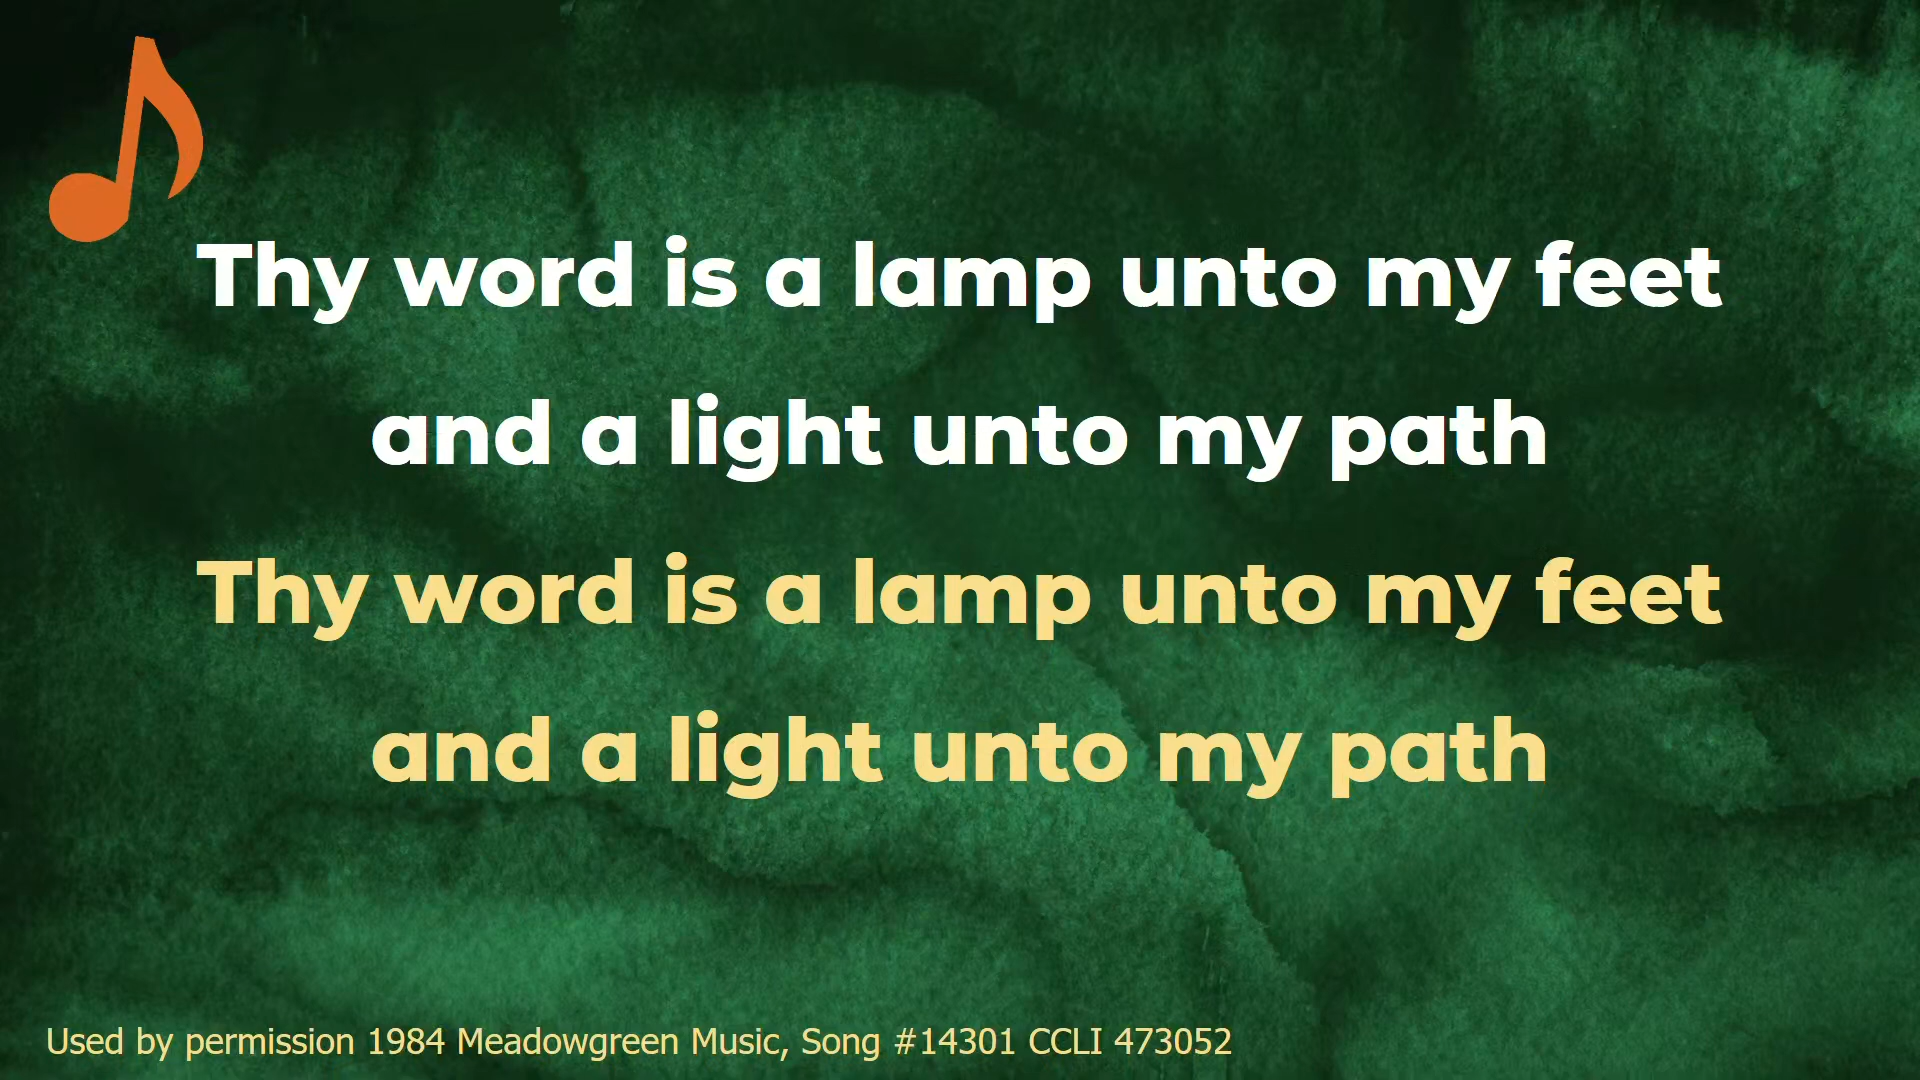 Thy word is a lamp unto my feet
and a light unto my path
Thy word is a lamp unto my feet
and a light unto my path
Used by permission 1984 Meadowgreen Music, Song #14301 CCLI 473052